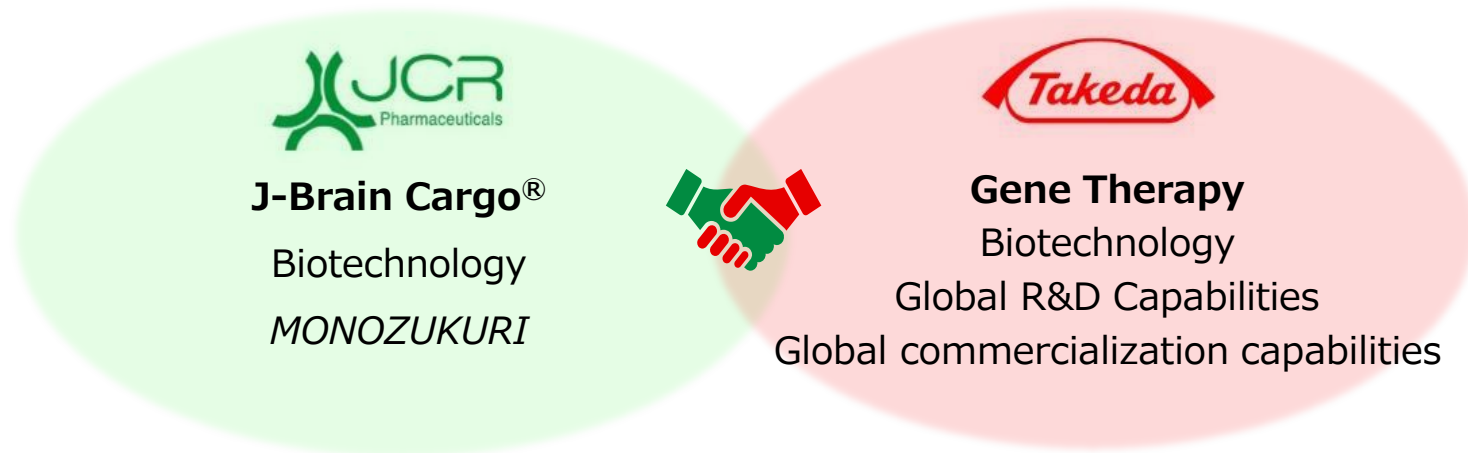 JCR
Pharmaceuticals
J-Brain Cargo®
Biotechnology
MONOZUKURI
Takeda
Gene Therapy
Biotechnology
Global R&D Capabilities
Global commercialization capabilities